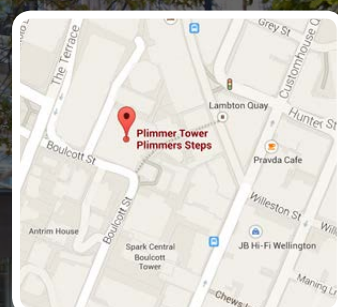 Grey St
The Terrace
Customhouse Q
Lambton Quay
Hunter St
Plimmer Tower
Plimmers Steps
Boulcott St
Pravda Cafe
Boulcott St
Willeston St
Antrim House
Spark Central
Boulcott
Tower
JB Hi-Fi Wellington
Maning L
Chews